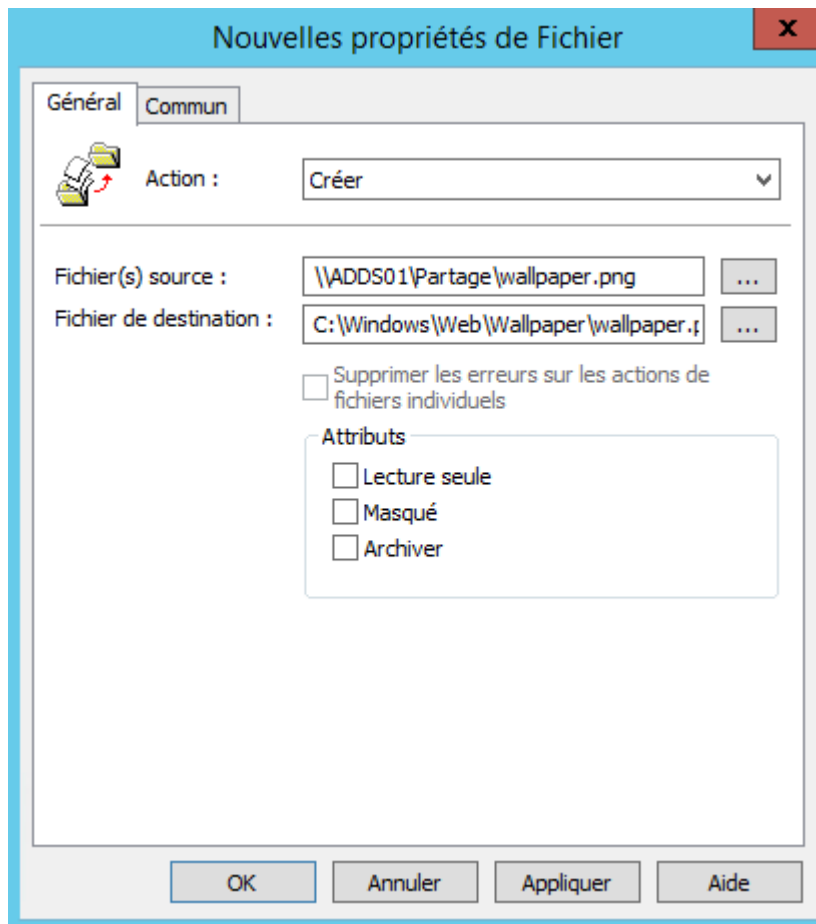 Nouvelles propriétés de Fichier
x
Général
Commun
Action :
Créer
Fichier(s) source :
\\ADDS01\Partage\wallpaper.png
...
Fichier de destination :
C:\Windows\Web\Wallpaper\wallpaper.p
...
Supprimer les erreurs sur les actions de
fichiers individuels
Attributs
Lecture seule
Masqué
Archiver
OK
Annuler
Appliquer
Aide